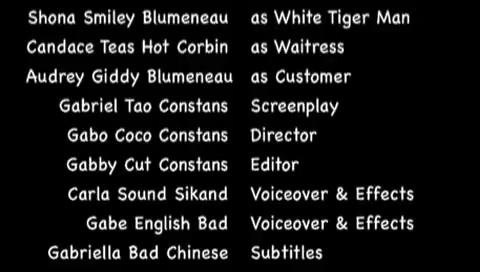 Shona Smiley Blumeneau as White Tiger Man
Candace Teas Hot Corbin as Waitress
Audrey Giddy Blumeneau as Customer
Gabriel Tao Constans Screenplay
Gabo Coco Constans Director
Gabby Cut Constans Editor
Carla Sound Sikand Voiceover & Effects
Gabe English Bad Voiceover & Effects
Gabriella Bad Chinese Subtitles